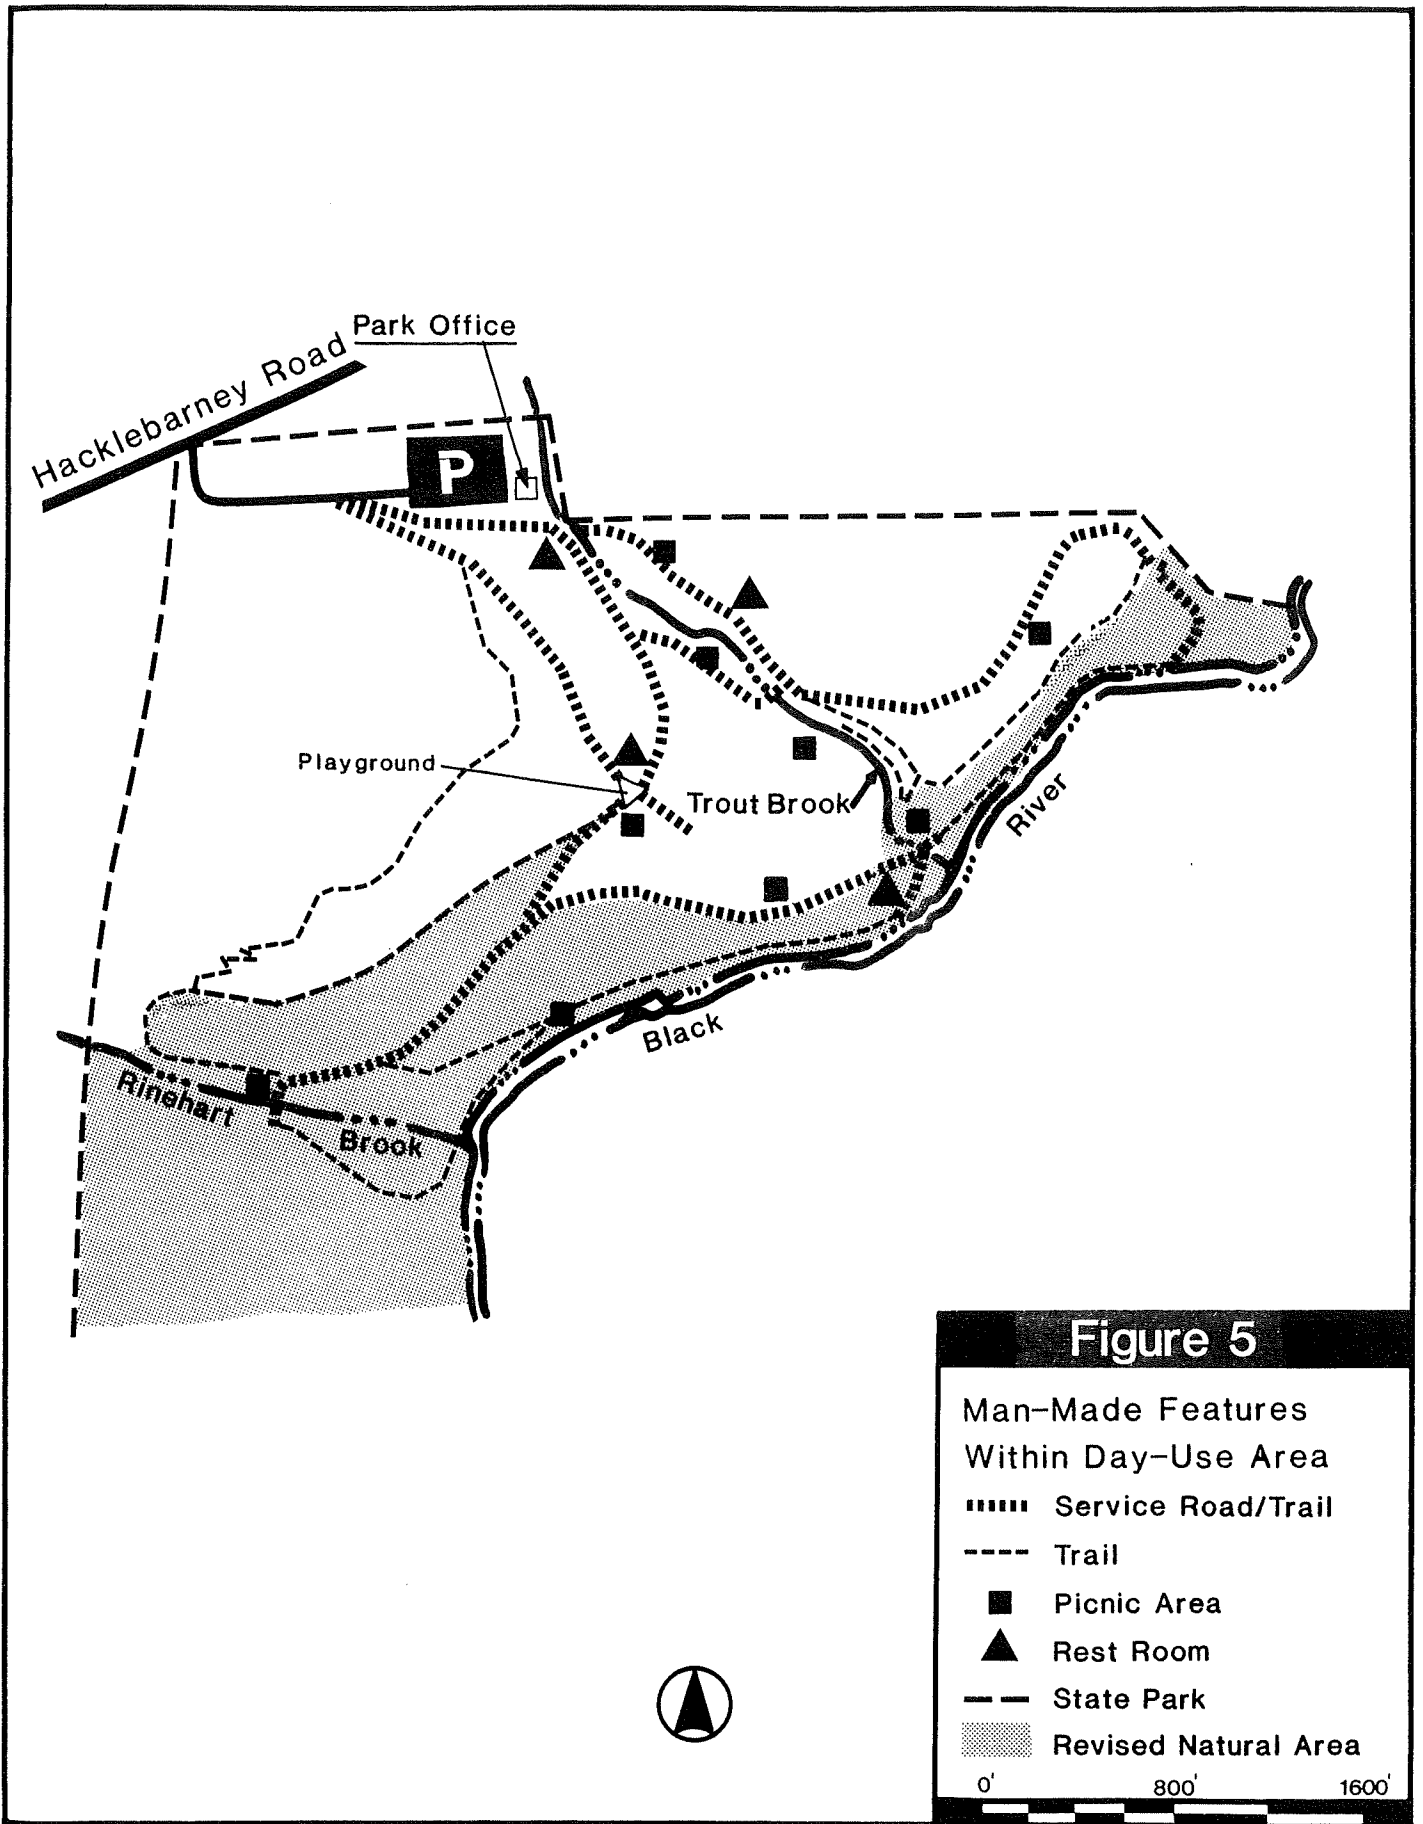 Park Office
Hacklebarney Road
P
Playground
Trout Brook
River
Black
Rinehart
Brook
Figure 5
Man-Made Features
Within Day-Use Area
Service Road/Trail
Trail
Picnic Area
Rest Room
State Park
Revised Natural Area
0' 800' 1600'